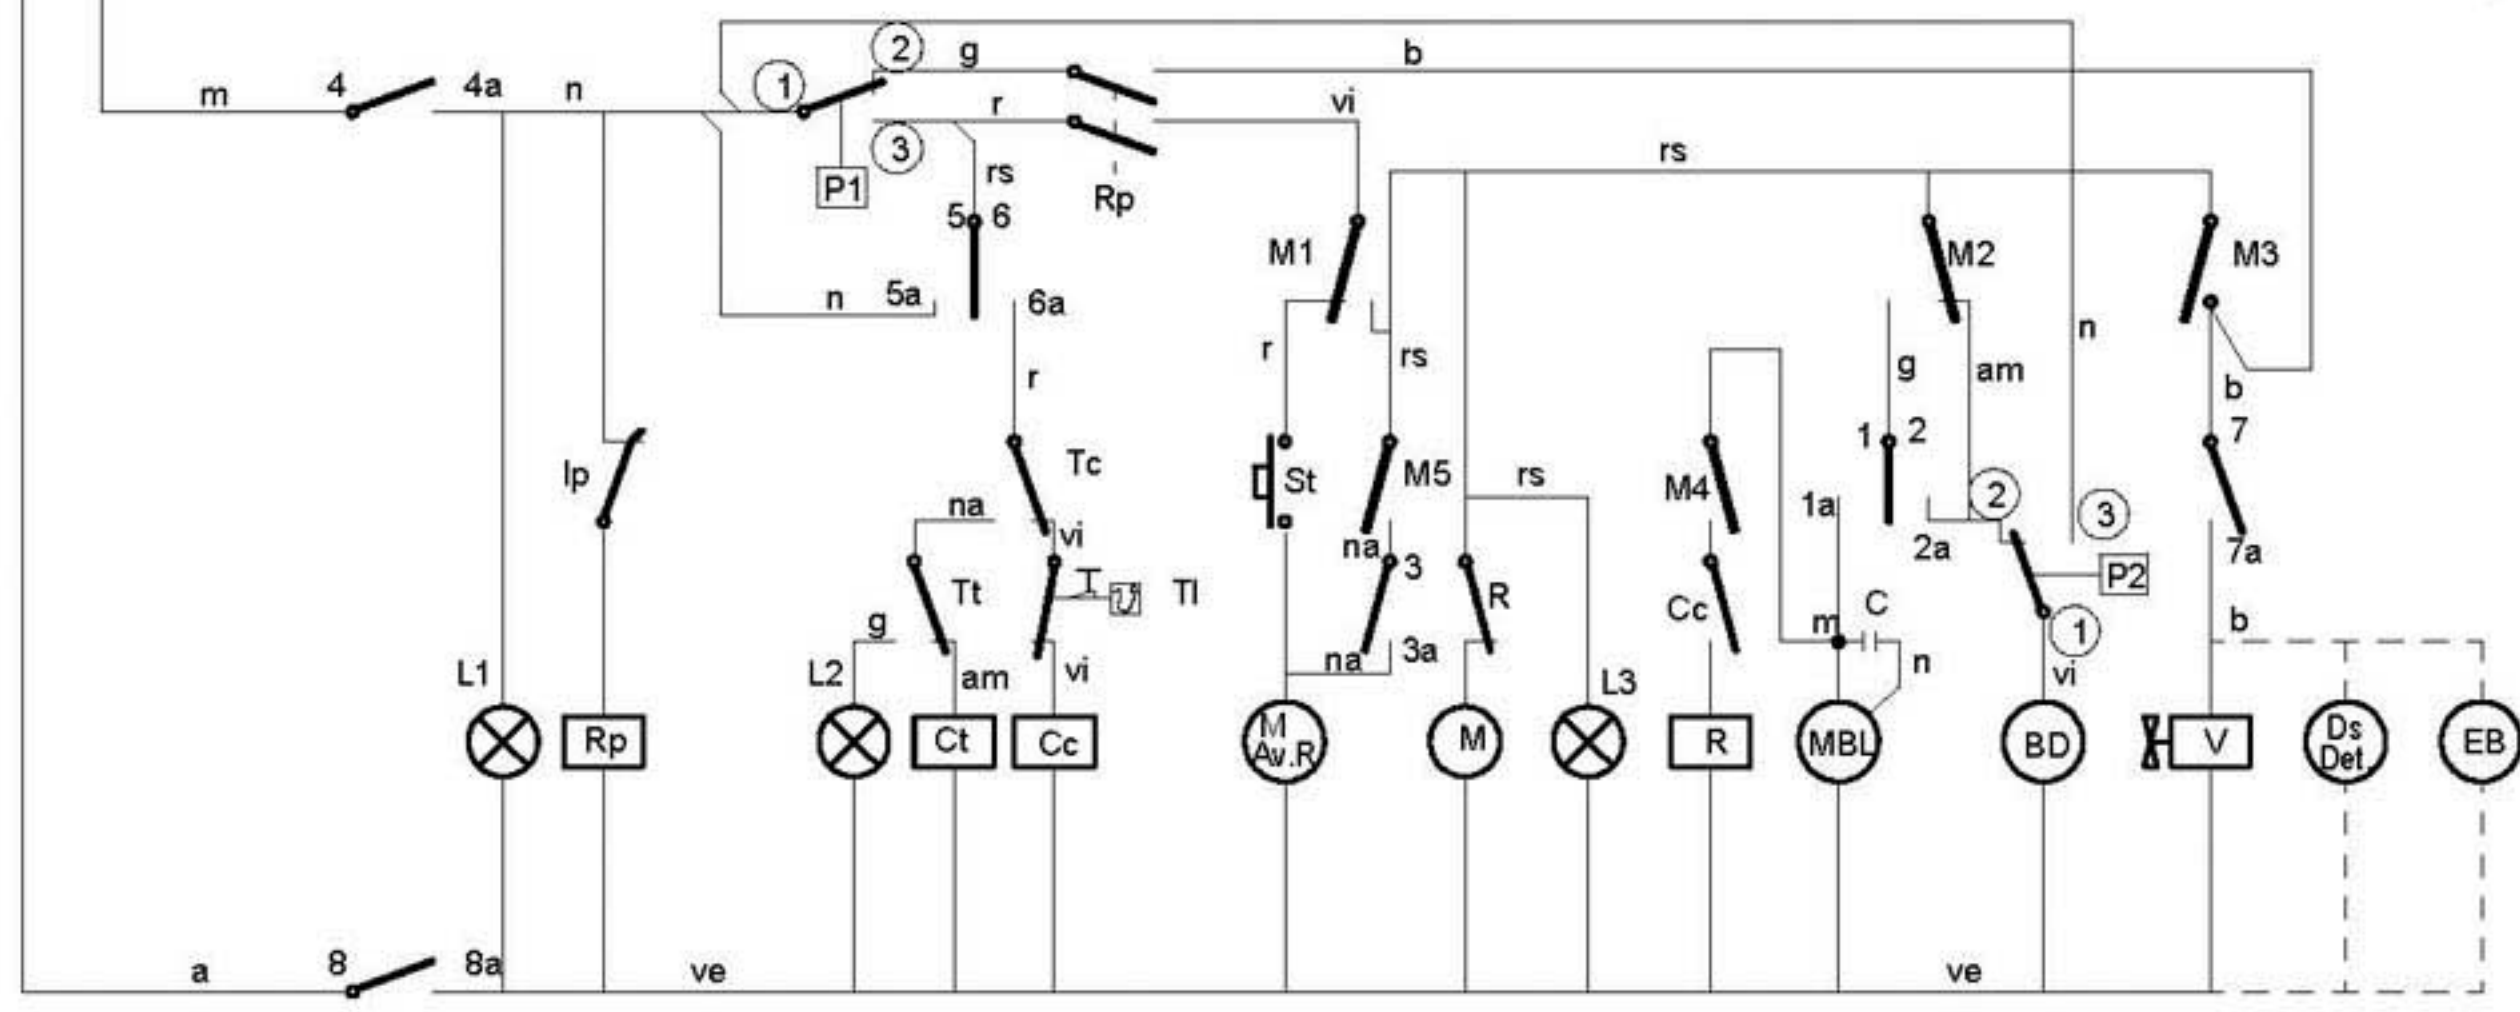 2 g b
m 4 4a n 1 r vi
3
P1 rs Rp rs
5 6
M1 M2 M3
n 5a 6a n
r rs g am b
r
Ip Tc St M5 rs M4 1 2 7
na vi 1a 2 3
na 3 2a 7a
Tt T Tl R Cc m C P2
g b
L1 L2 am vi na 3a L3 n 1 vi
Rp Ct Cc M Av.R M R MBL BD V Ds Det. EB
a 8 8a ve ve